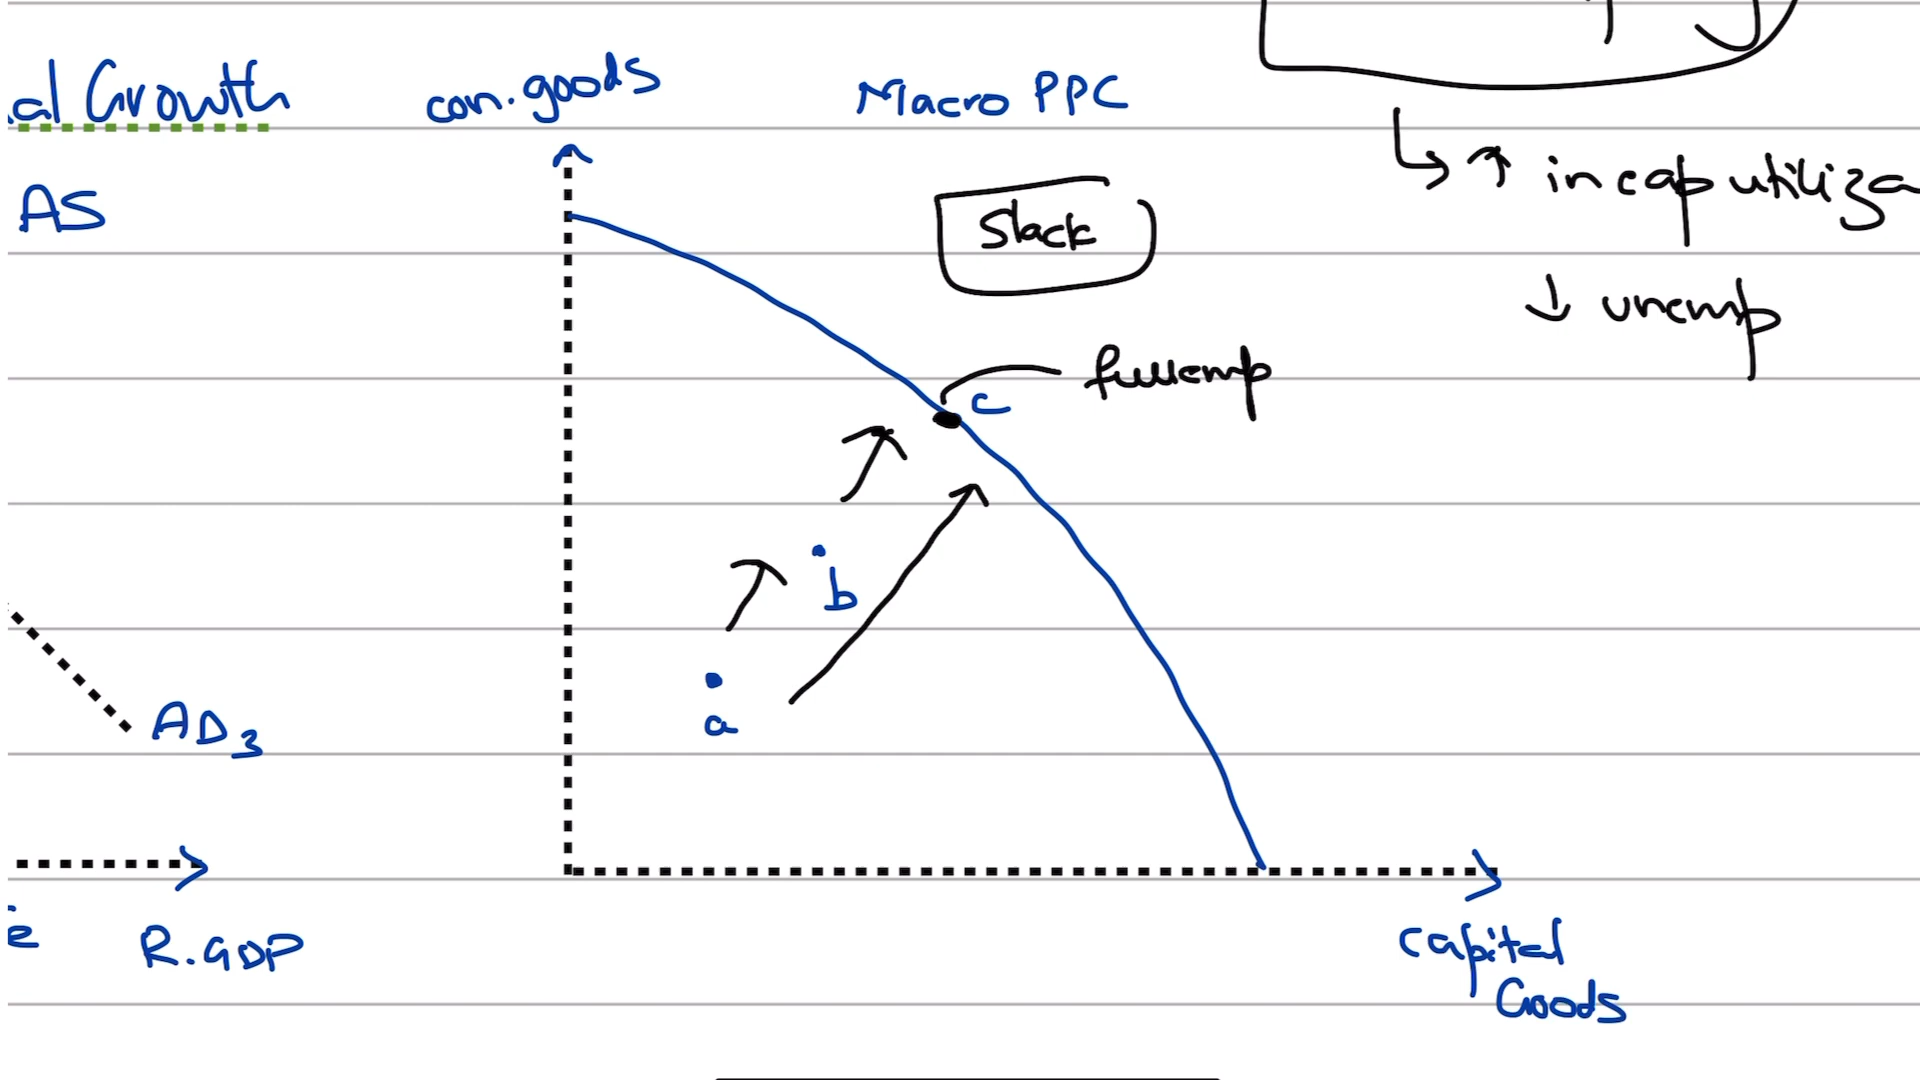 al Growth
con. goods
Macro PPC
↳ ↑ in cap utiliza
AS
Slack
↓ unemp
full emp
c
b
a
AD3
R. GDP
capital
Goods